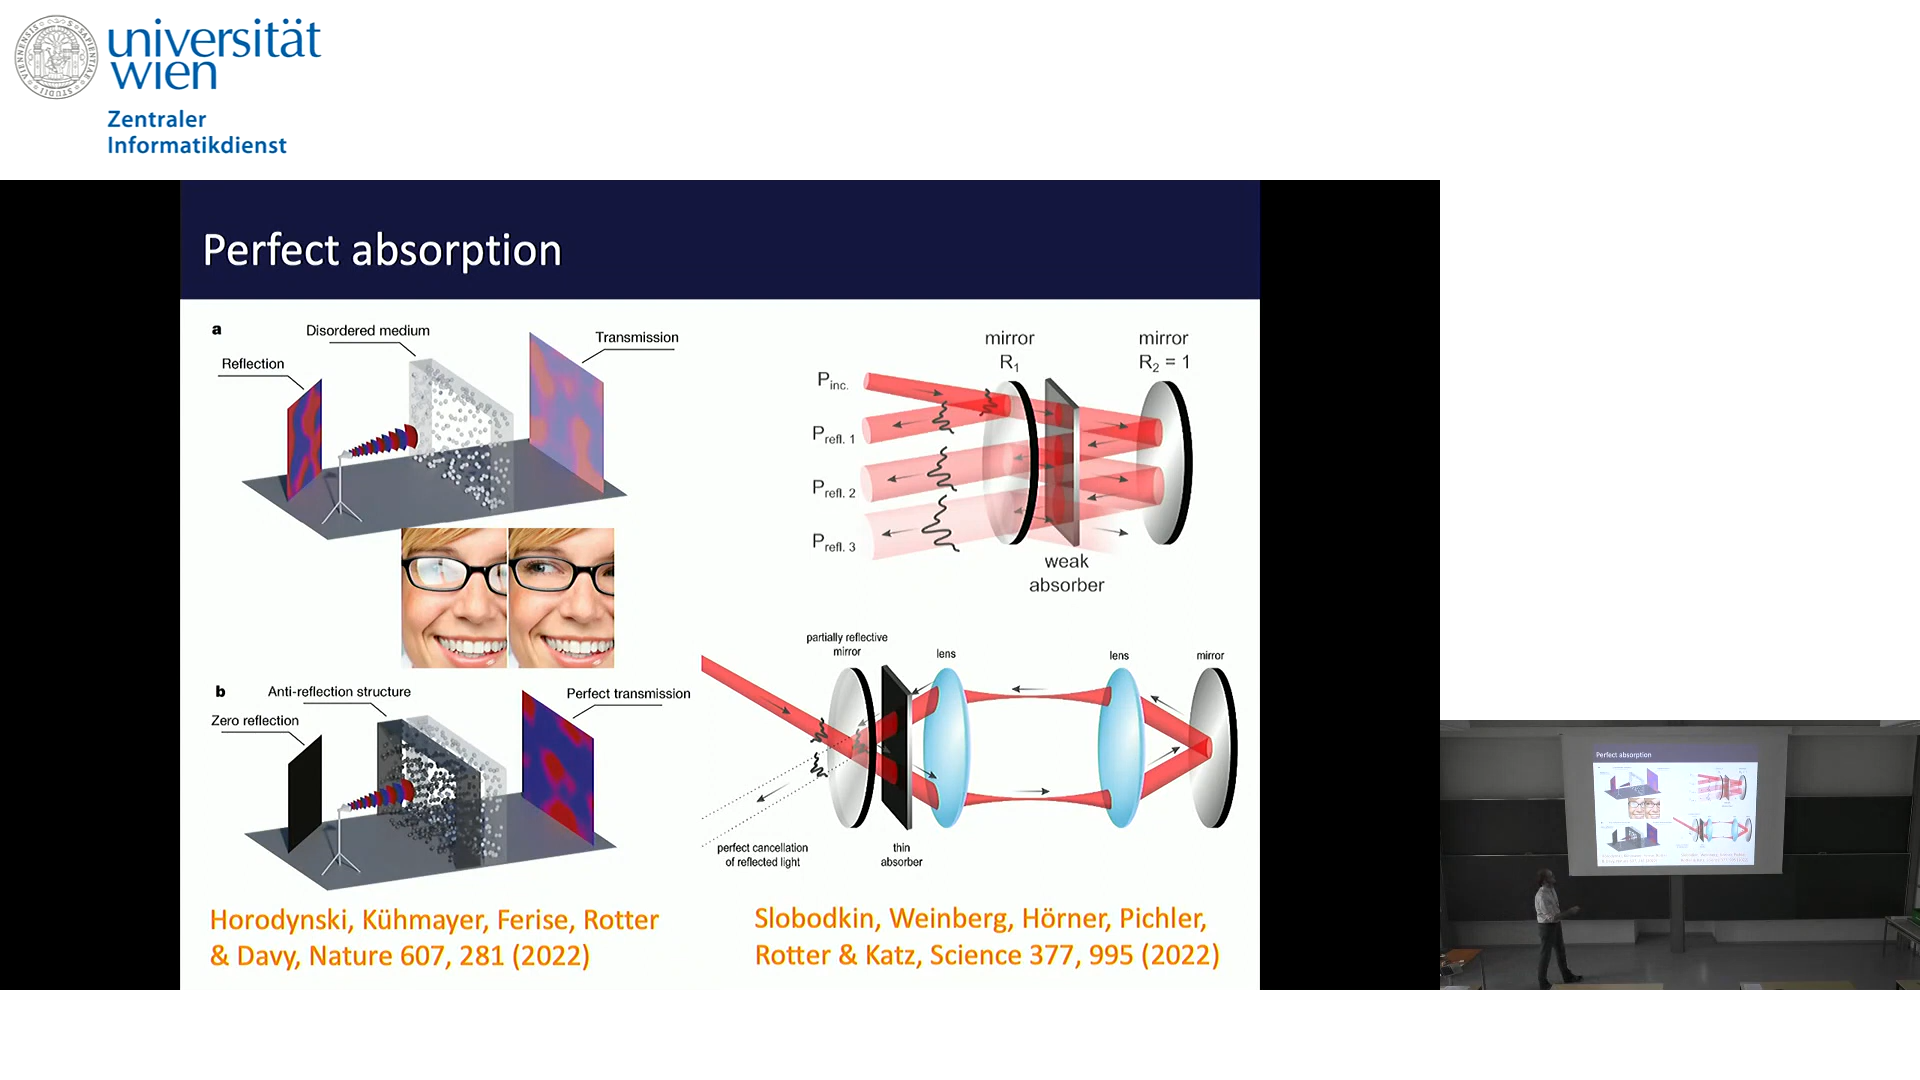 universität
wien
Zentraler
Informatikdienst
Perfect absorption
a
Disordered medium
Transmission
Reflection
b
Anti-reflection structure
Perfect transmission
Zero reflection
Horodynski, Kühmayer, Ferise, Rotter
& Davy, Nature 607, 281 (2022)
mirror
R1
mirror
R2 = 1
Pinc.
Prefl. 1
Prefl. 2
Prefl. 3
weak
absorber
partially reflective
mirror
lens
lens
mirror
perfect cancellation
of reflected light
thin
absorber
Slobodkin, Weinberg, Hörner, Pichler,
Rotter & Katz, Science 377, 995 (2022)
Perfect absorption